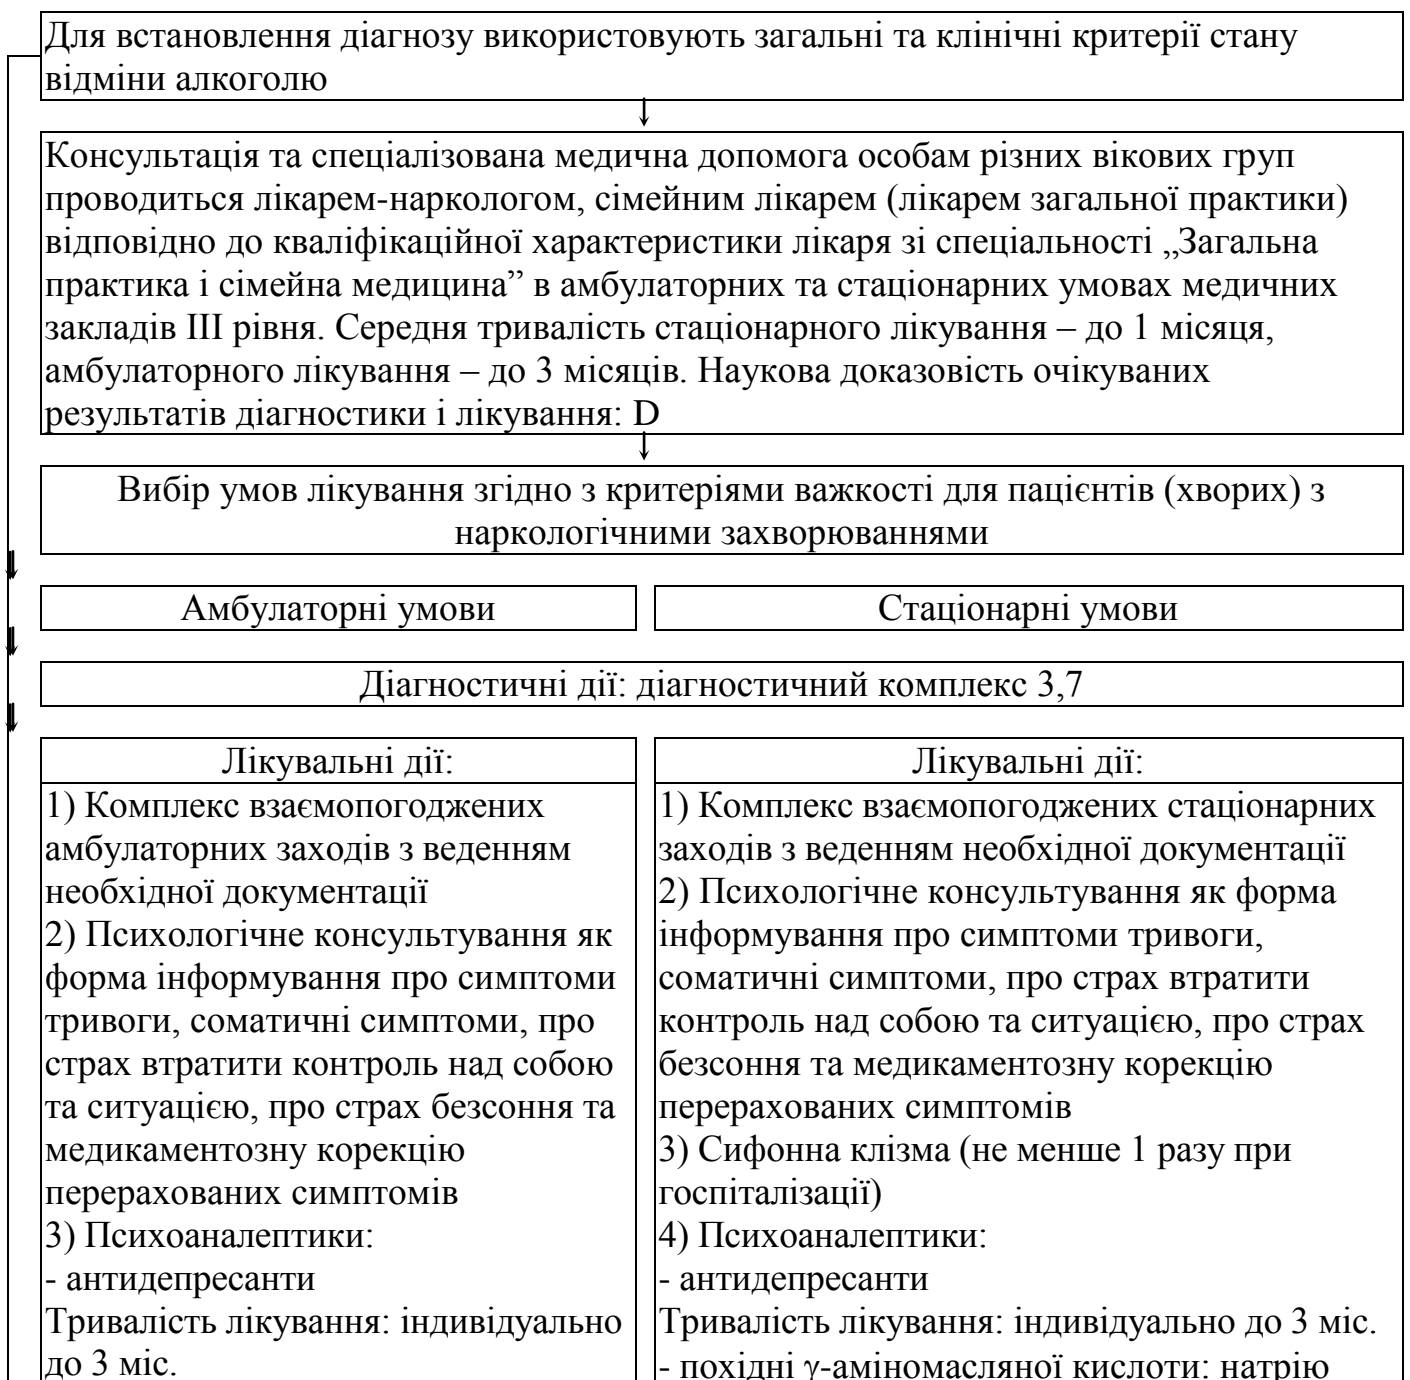 Для встановлення діагнозу використовують загальні та клінічні критерії стану
відміни алкоголю
Консультація та спеціалізована медична допомога особам різних вікових груп
проводиться лікарем-наркологом, сімейним лікарем (лікарем загальної практики)
відповідно до кваліфікаційної характеристики лікаря зі спеціальності „Загальна
практика і сімейна медицина” в амбулаторних та стаціонарних умовах медичних
закладів III рівня. Середня тривалість стаціонарного лікування – до 1 місяця,
амбулаторного лікування – до 3 місяців. Наукова доказовість очікуваних
результатів діагностики і лікування: D
Вибір умов лікування згідно з критеріями важкості для пацієнтів (хворих) з
наркологічними захворюваннями
Амбулаторні умови
Стаціонарні умови
Діагностичні дії: діагностичний комплекс 3,7
Лікувальні дії:
1) Комплекс взаємопогоджених
амбулаторних заходів з веденням
необхідної документації
2) Психологічне консультування як
форма інформування про симптоми
тривоги, соматичні симптоми, про
страх втратити контроль над собою
та ситуацією, про страх безсоння та
медикаментозну корекцію
перерахованих симптомів
3) Психоаналептики:
- антидепресанти
Тривалість лікування: індивідуально
до 3 міс.
Лікувальні дії:
1) Комплекс взаємопогоджених стаціонарних
заходів з веденням необхідної документації
2) Психологічне консультування як форма
інформування про симптоми тривоги,
соматичні симптоми, про страх втратити
контроль над собою та ситуацією, про страх
безсоння та медикаментозну корекцію
перерахованих симптомів
3) Сифонна клізма (не менше 1 разу при
госпіталізації)
4) Психоаналептики:
- антидепресанти
Тривалість лікування: індивідуально до 3 міс.
- похідні γ-аміномасляної кислоти: натрію